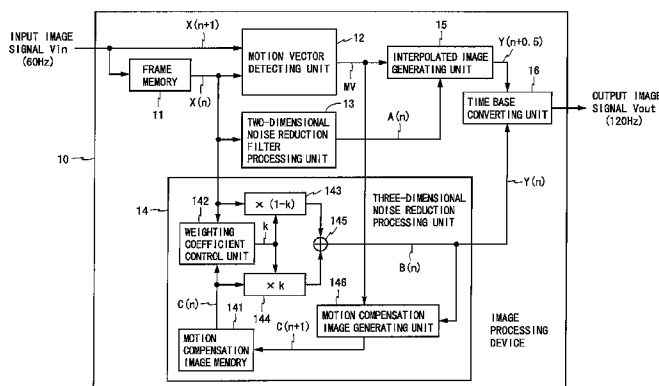 INPUT IMAGE
SIGNAL Vin
(60Hz)
X(n+1)
FRAME
MEMORY
11
X(n)
12
MOTION VECTOR
DETECTING UNIT
MV
15
INTERPOLATED IMAGE
GENERATING UNIT
Y(n+0.5)
16
TIME BASE
CONVERTING UNIT
OUTPUT IMAGE
SIGNAL Vout
(120Hz)
13
TWO-DIMENSIONAL
NOISE REDUCTION
FILTER
PROCESSING UNIT
A(n)
10
14
142
WEIGHTING
COEFFICIENT
CONTROL UNIT
143
× (1-k)
k
145
THREE-DIMENSIONAL
NOISE REDUCTION
PROCESSING UNIT
Y(n)
B(n)
× k
144
146
MOTION COMPENSATION
IMAGE GENERATING UNIT
C(n)
141
C(n+1)
MOTION
COMPENSATION
IMAGE MEMORY
IMAGE
PROCESSING
DEVICE